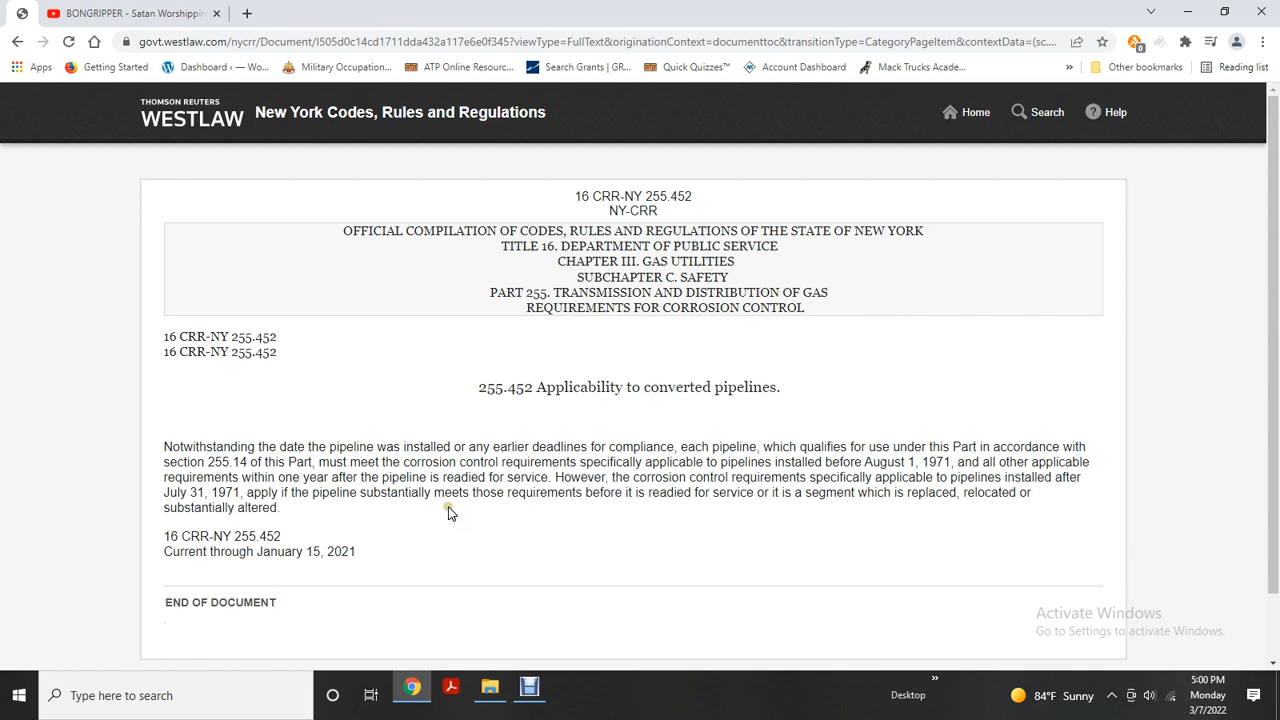 BONGRIPPER - Satan Worshippin
govt.westlaw.com/nycrr/Document/I505d0c14cd1711dda432a117e6e0f345?viewType=FullText&originationContext=documenttoc&transitionType=CategoryPageItem&contextData=(sc...
0
Apps
Getting Started
Dashboard ‹ — Wo...
Military Occupation...
ATP Online Resourc...
Search Grants | GR...
Quick Quizzes™
Account Dashboard
Mack Trucks Acade...
»
Other bookmarks
Reading list
THOMSON REUTERS
WESTLAW
New York Codes, Rules and Regulations
Home
Search
Help
16 CRR-NY 255.452
NY-CRR
OFFICIAL COMPILATION OF CODES, RULES AND REGULATIONS OF THE STATE OF NEW YORK
TITLE 16. DEPARTMENT OF PUBLIC SERVICE
CHAPTER III. GAS UTILITIES
SUBCHAPTER C. SAFETY
PART 255. TRANSMISSION AND DISTRIBUTION OF GAS
REQUIREMENTS FOR CORROSION CONTROL
16 CRR-NY 255.452
16 CRR-NY 255.452
255.452 Applicability to converted pipelines.
Notwithstanding the date the pipeline was installed or any earlier deadlines for compliance, each pipeline, which qualifies for use under this Part in accordance with
section 255.14 of this Part, must meet the corrosion control requirements specifically applicable to pipelines installed before August 1, 1971, and all other applicable
requirements within one year after the pipeline is readied for service. However, the corrosion control requirements specifically applicable to pipelines installed after
July 31, 1971, apply if the pipeline substantially meets those requirements before it is readied for service or it is a segment which is replaced, relocated or
substantially altered.
16 CRR-NY 255.452
Current through January 15, 2021
END OF DOCUMENT
Activate Windows
Go to Settings to activate Windows.
Type here to search
Desktop
»
84°F Sunny
5:00 PM
Monday
3/7/2022